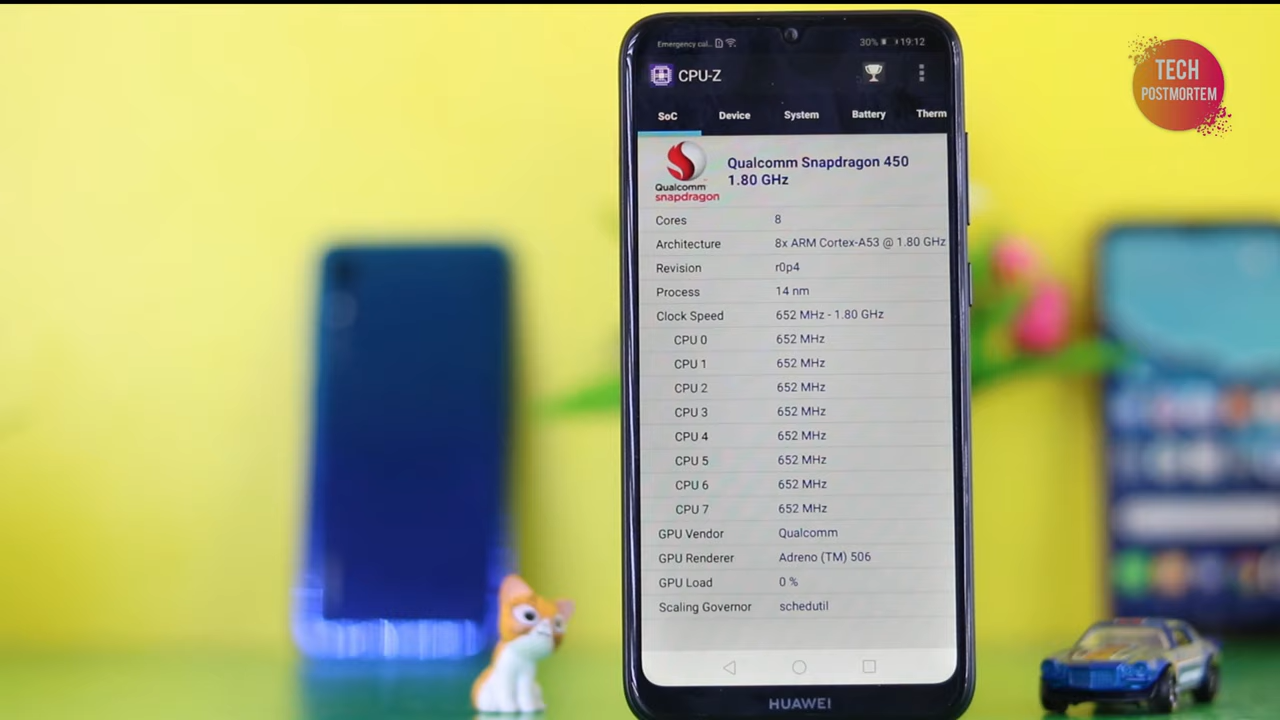 Emergency cal..
30% 19:12
CPU-Z
SoC Device System Battery Therm
Qualcomm snapdragon
Qualcomm Snapdragon 450
1.80 GHz
Cores 8
Architecture 8x ARM Cortex-A53 @ 1.80 GHz
Revision r0p4
Process 14 nm
Clock Speed 652 MHz - 1.80 GHz
CPU 0 652 MHz
CPU 1 652 MHz
CPU 2 652 MHz
CPU 3 652 MHz
CPU 4 652 MHz
CPU 5 652 MHz
CPU 6 652 MHz
CPU 7 652 MHz
GPU Vendor Qualcomm
GPU Renderer Adreno (TM) 506
GPU Load 0 %
Scaling Governor schedutil
HUAWEI
TECH
POSTMORTEM